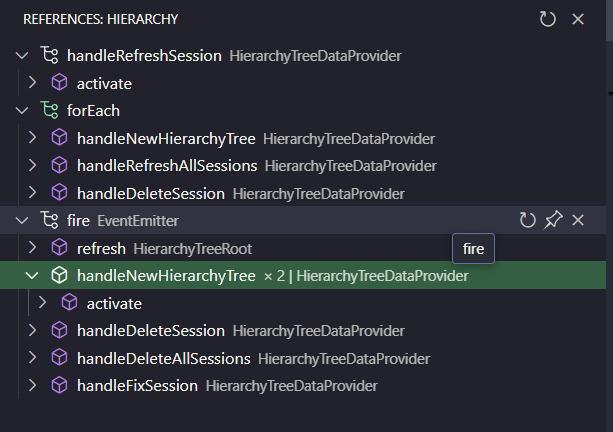 REFERENCES: HIERARCHY
handleRefreshSession HierarchyTreeDataProvider
activate
forEach
handleNewHierarchyTree HierarchyTreeDataProvider
handleRefreshAllSessions HierarchyTreeDataProvider
handleDeleteSession HierarchyTreeDataProvider
fire EventEmitter
refresh HierarchyTreeRoot
fire
handleNewHierarchyTree × 2 | HierarchyTreeDataProvider
activate
handleDeleteSession HierarchyTreeDataProvider
handleDeleteAllSessions HierarchyTreeDataProvider
handleFixSession HierarchyTreeDataProvider